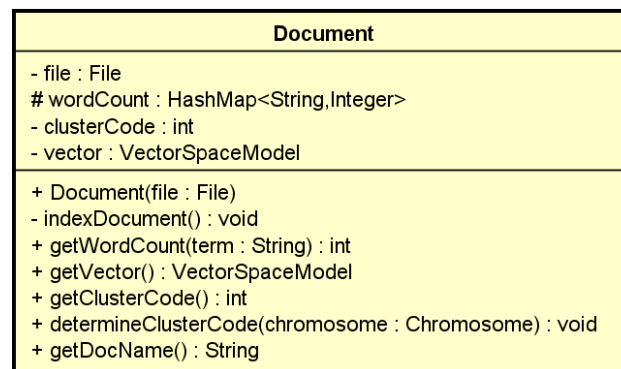 Document
- file : File
# wordCount : HashMap<String,Integer>
- clusterCode : int
- vector : VectorSpaceModel
+ Document(file : File)
- indexDocument() : void
+ getWordCount(term : String) : int
+ getVector() : VectorSpaceModel
+ getClusterCode() : int
+ determineClusterCode(chromosome : Chromosome) : void
+ getDocName() : String